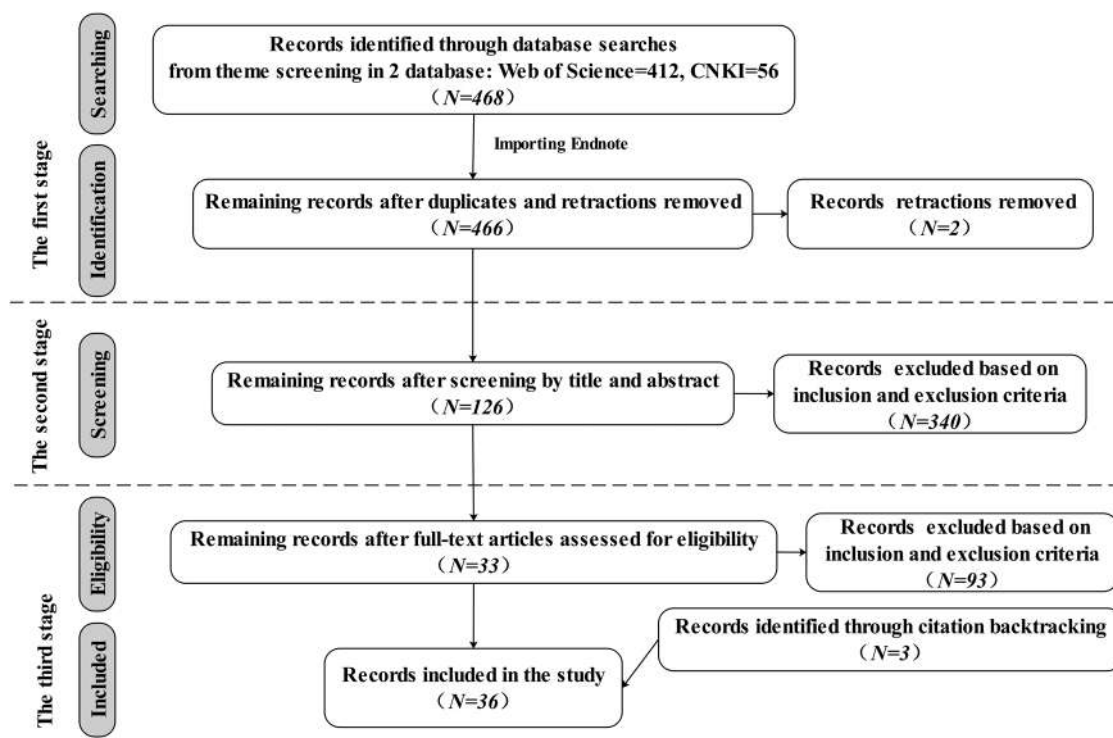 The first stage
Searching
Records identified through database searches
from theme screening in 2 database: Web of Science=412, CNKI=56
（N=468）
Importing Endnote
Identification
Remaining records after duplicates and retractions removed
（N=466）
Records retractions removed
（N=2）
The second stage
Screening
Remaining records after screening by title and abstract
（N=126）
Records excluded based on
inclusion and exclusion criteria
（N=340）
The third stage
Eligibility
Remaining records after full-text articles assessed for eligibility
（N=33）
Records excluded based on
inclusion and exclusion criteria
（N=93）
Included
Records identified through citation backtracking
（N=3）
Records included in the study
（N=36）